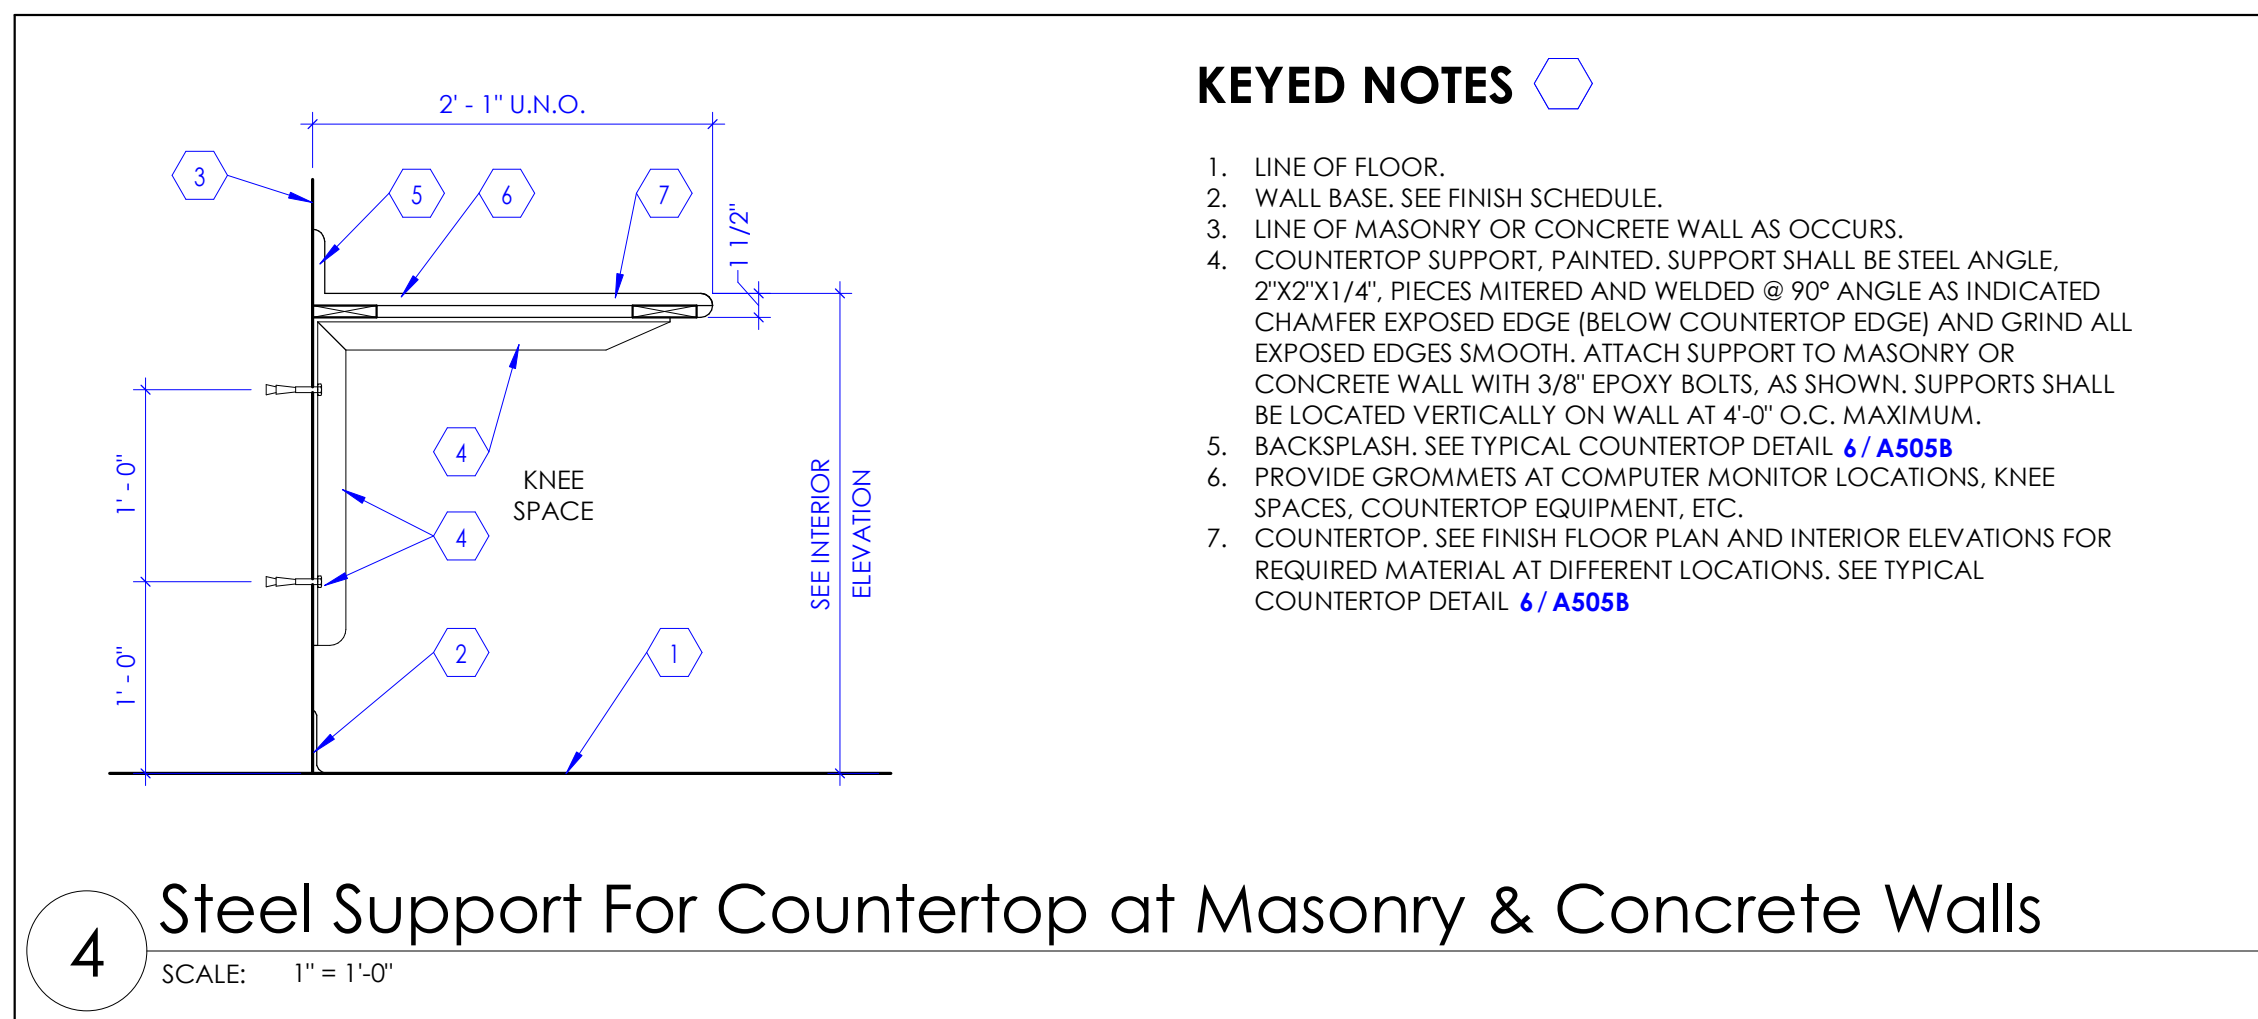 2' - 1" U.N.O.
3
5
6
7
1 1/2"
4
KNEE
SPACE
4
1' - 0"
1' - 0"
SEE INTERIOR
ELEVATION
2
1
KEYED NOTES
1. LINE OF FLOOR.
2. WALL BASE. SEE FINISH SCHEDULE.
3. LINE OF MASONRY OR CONCRETE WALL AS OCCURS.
4. COUNTERTOP SUPPORT, PAINTED. SUPPORT SHALL BE STEEL ANGLE,
2"X2"X1/4", PIECES MITERED AND WELDED @ 90° ANGLE AS INDICATED
CHAMFER EXPOSED EDGE (BELOW COUNTERTOP EDGE) AND GRIND ALL
EXPOSED EDGES SMOOTH. ATTACH SUPPORT TO MASONRY OR
CONCRETE WALL WITH 3/8" EPOXY BOLTS, AS SHOWN. SUPPORTS SHALL
BE LOCATED VERTICALLY ON WALL AT 4'-0" O.C. MAXIMUM.
5. BACKSPLASH. SEE TYPICAL COUNTERTOP DETAIL 6 / A505B
6. PROVIDE GROMMETS AT COMPUTER MONITOR LOCATIONS, KNEE
SPACES, COUNTERTOP EQUIPMENT, ETC.
7. COUNTERTOP. SEE FINISH FLOOR PLAN AND INTERIOR ELEVATIONS FOR
REQUIRED MATERIAL AT DIFFERENT LOCATIONS. SEE TYPICAL
COUNTERTOP DETAIL 6 / A505B
4
Steel Support For Countertop at Masonry & Concrete Walls
SCALE: 1" = 1'-0"